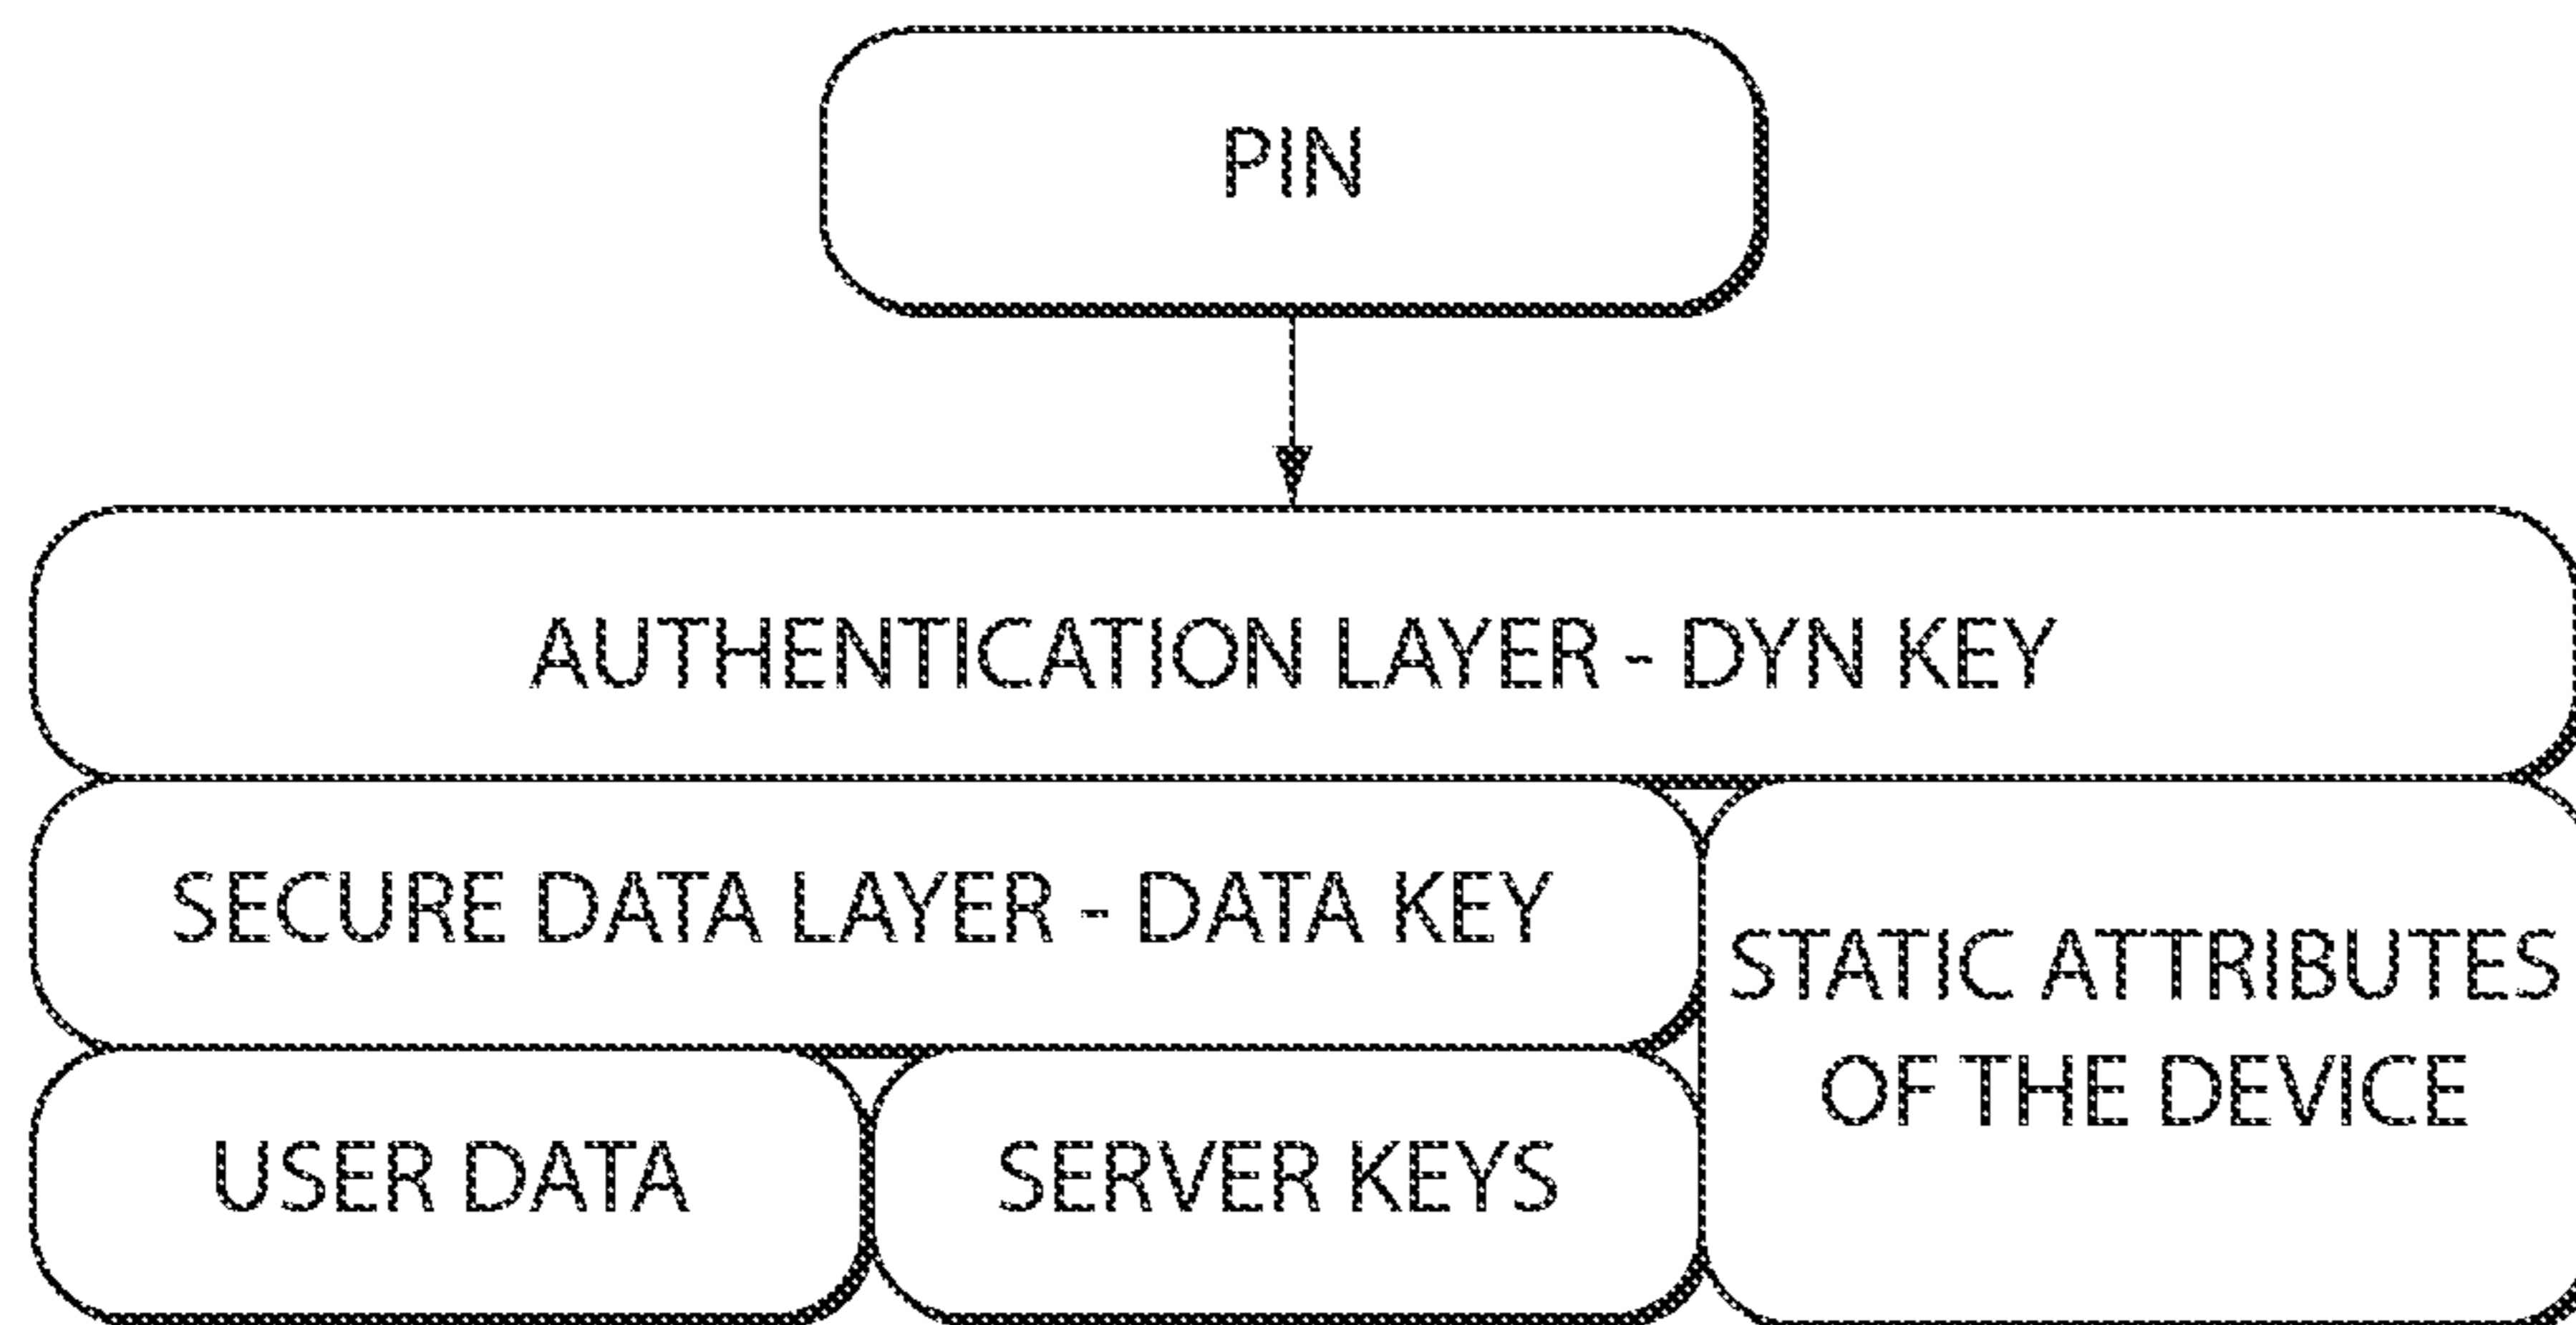 PIN
AUTHENTICATION LAYER - DYN KEY
SECURE DATA LAYER - DATA KEY
STATIC ATTRIBUTES
OF THE DEVICE
USER DATA
SERVER KEYS